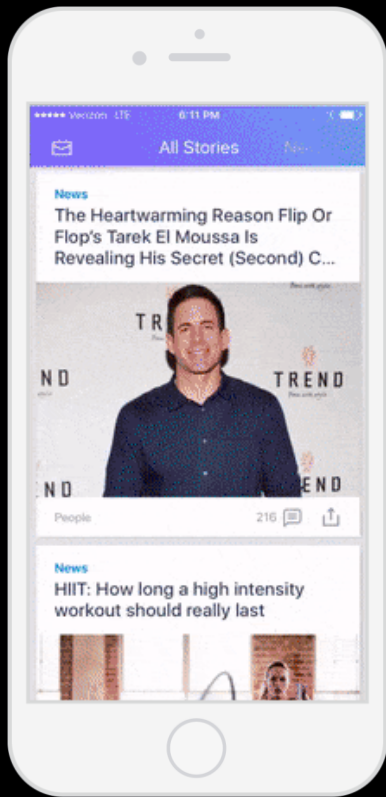 Verizon LTE 6:11 PM
All Stories
News
The Heartwarming Reason Flip Or
Flop's Tarek El Moussa Is
Revealing His Secret (Second) C...
TR
TREND
ND
TREND
ND
END
People 216
News
HIIT: How long a high intensity
workout should really last